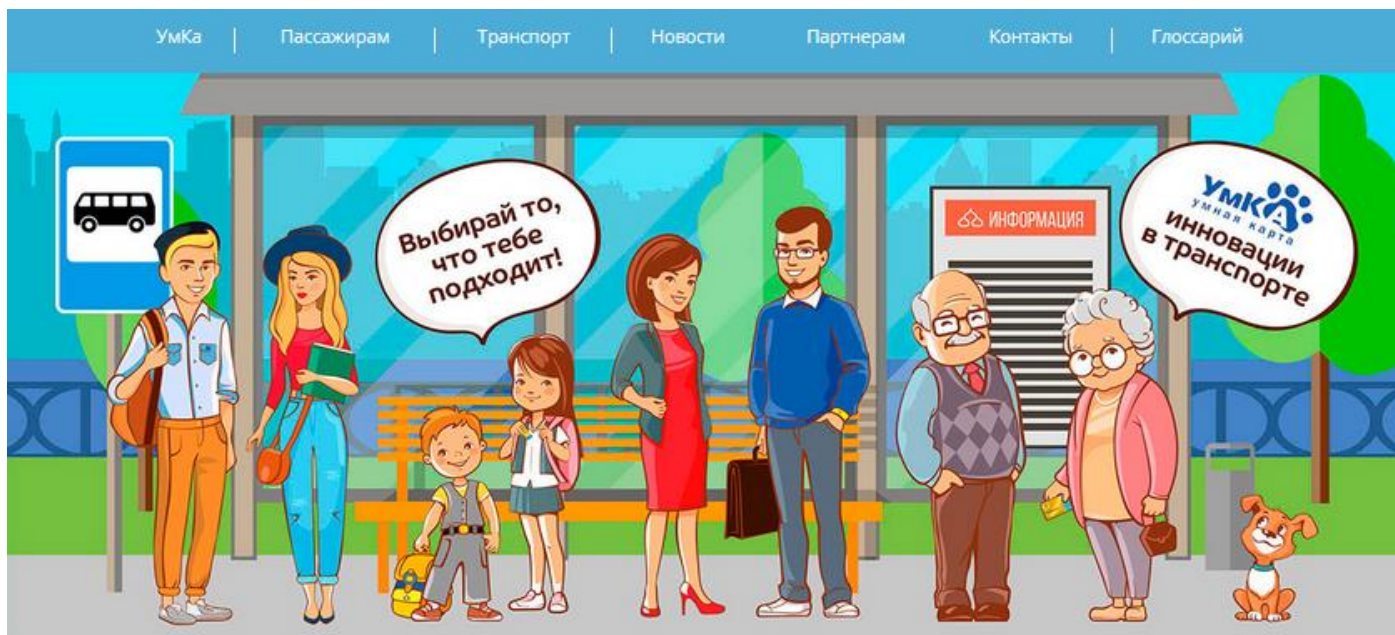 УмКа | Пассажирам | Транспорт | Новости Партнерам Контакты | Глоссарий
Выбирай то,
что тебе
подходит!
ИНФОРМАЦИЯ
УМКА
умная карта
инновации
в транспорте